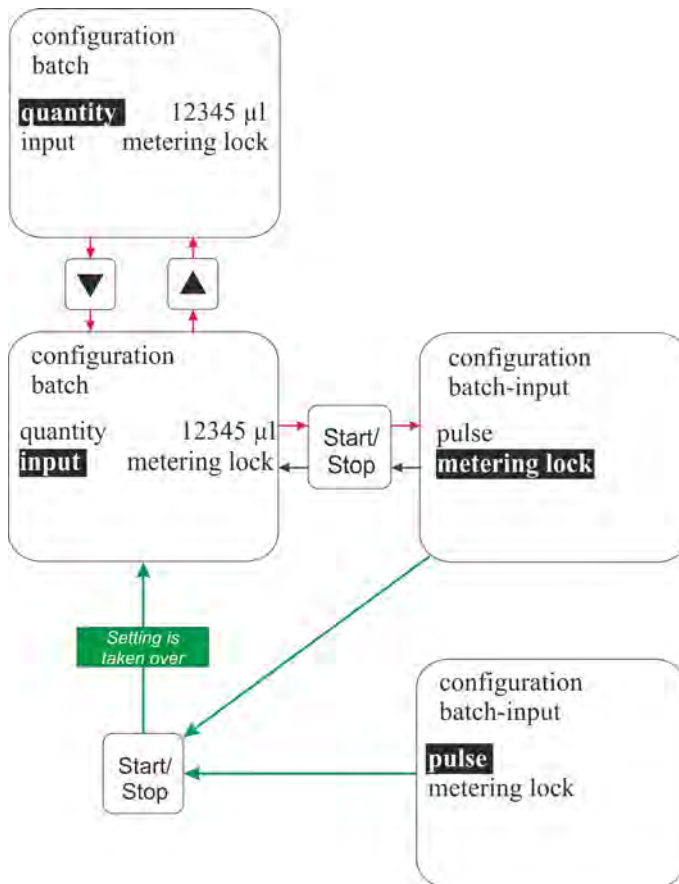 configuration
batch
quantity 12345 µl
input metering lock
configuration
batch
quantity 12345 µl
input metering lock
Start/
Stop
configuration
batch-input
pulse
metering lock
Setting is
taken over
Start/
Stop
configuration
batch-input
pulse
metering lock